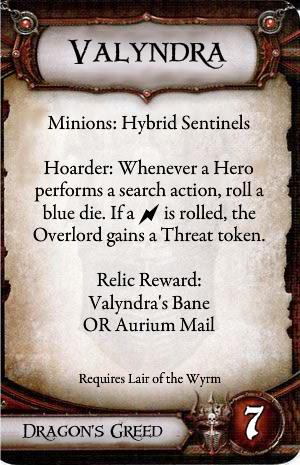 Valyndra
Minions: Hybrid Sentinels
Hoarder: Whenever a Hero
performs a search action, roll a
blue die. If a is rolled, the
Overlord gains a Threat token.
Relic Reward:
Valyndra's Bane
OR Aurium Mail
Requires Lair of the Wyrm
Dragon's Greed
7